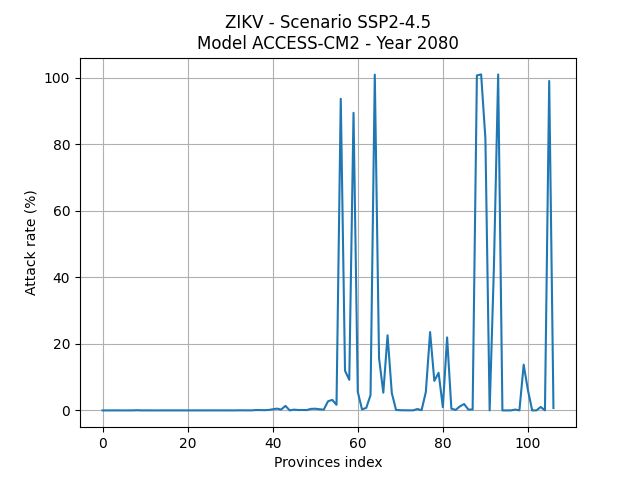 ZIKV - Scenario SSP2-4.5
Model ACCESS-CM2 - Year 2080
100
80
60
40
20
0
Attack rate (%)
0 20 40 60 80 100
Provinces index